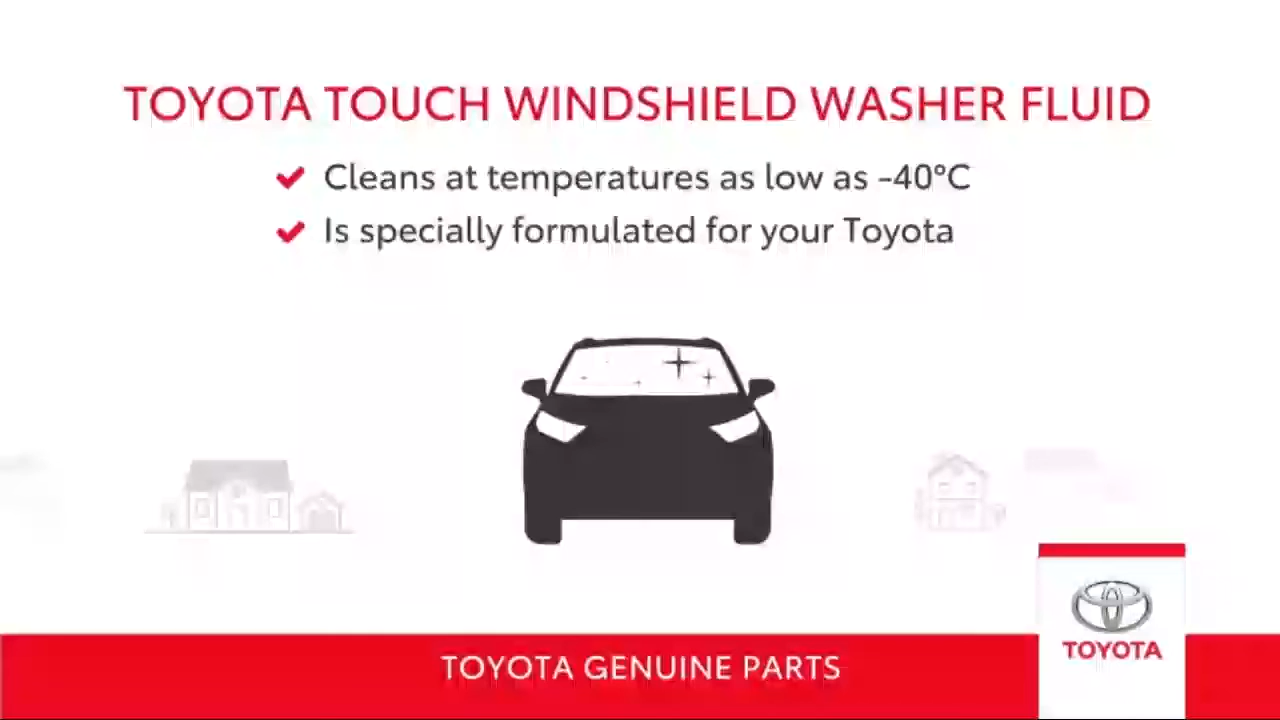 TOYOTA TOUCH WINDSHIELD WASHER FLUID
Cleans at temperatures as low as -40°C
Is specially formulated for your Toyota
TOYOTA
TOYOTA GENUINE PARTS